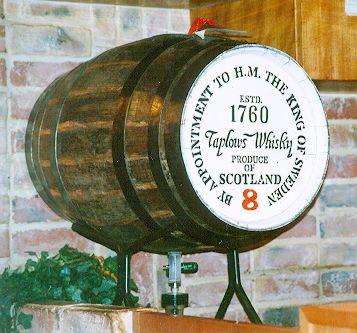 BY APPOINTMENT TO H.M. THE KING OF SWEDEN
ESTD.
1760
Taplows Whisky
PRODUCE
OF
SCOTLAND
8